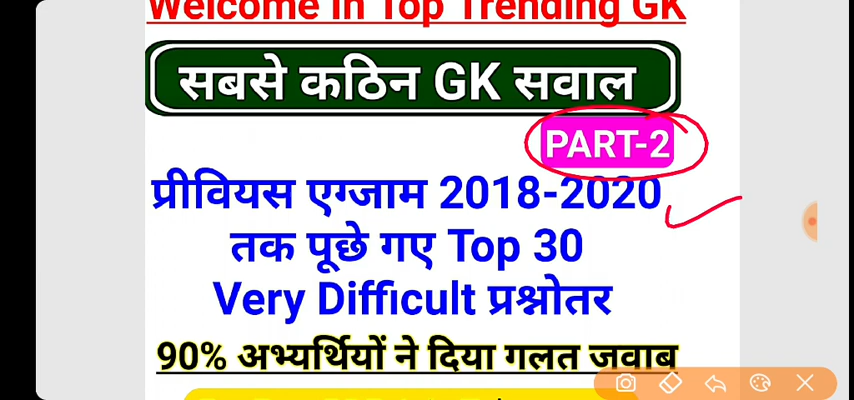 Welcome in Top Trending GK
सबसे कठिन GK सवाल
PART-2
प्रीवियस एग्जाम 2018-2020
तक पूछे गए Top 30
Very Difficult प्रश्नोतर
90% अभ्यर्थियों ने दिया गलत जवाब